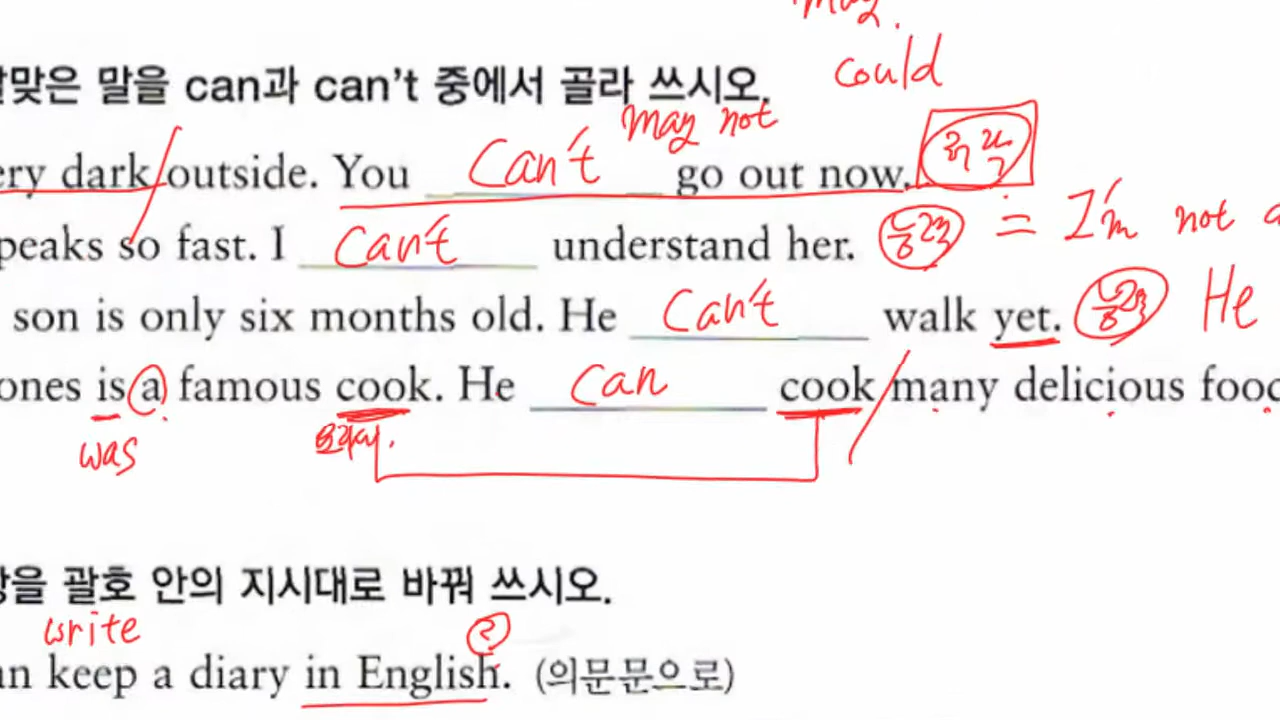 may.
could
알맞은 말을 can과 can't 중에서 골라 쓰시오.
may not
ery dark outside. You can't go out now. 허락
peaks so fast. I can't understand her. 능력 = I'm not a
son is only six months old. He can't walk yet. 능력 He
ones is a famous cook. He can cook many delicious food
was 요리사.
을 괄호 안의 지시대로 바꿔 쓰시오.
write
an keep a diary in English. (의문문으로)